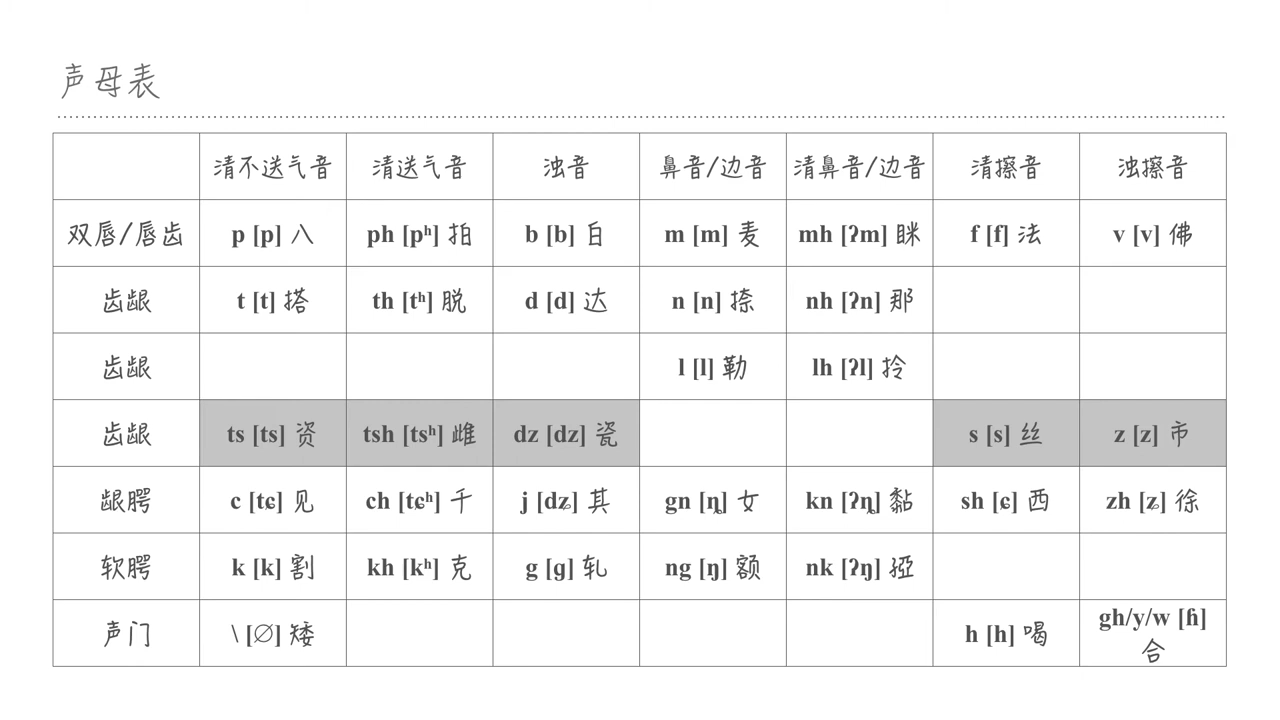 声母表
清不送气音 清送气音 浊音 鼻音/边音 清鼻音/边音 清擦音 浊擦音
双唇/唇齿 p [p] 八 ph [pʰ] 拍 b [b] 白 m [m] 麦 mh [ʔm] 眯 f [f] 法 v [v] 佛
齿龈 t [t] 搭 th [tʰ] 脱 d [d] 达 n [n] 捺 nh [ʔn] 那
齿龈 l [l] 勒 lh [ʔl] 拎
齿龈 ts [ts] 资 tsh [tsʰ] 雌 dz [dz] 瓷 s [s] 丝 z [z] 市
龈腭 c [tɕ] 见 ch [tɕʰ] 千 j [dʑ] 其 gn [ȵ] 女 kn [ʔȵ] 黏 sh [ɕ] 西 zh [ʑ] 徐
软腭 k [k] 割 kh [kʰ] 克 g [ɡ] 轧 ng [ŋ] 额 nk [ʔŋ] 挜
声门 \ [∅] 矮 h [h] 喝 gh/y/w [ɦ] 合